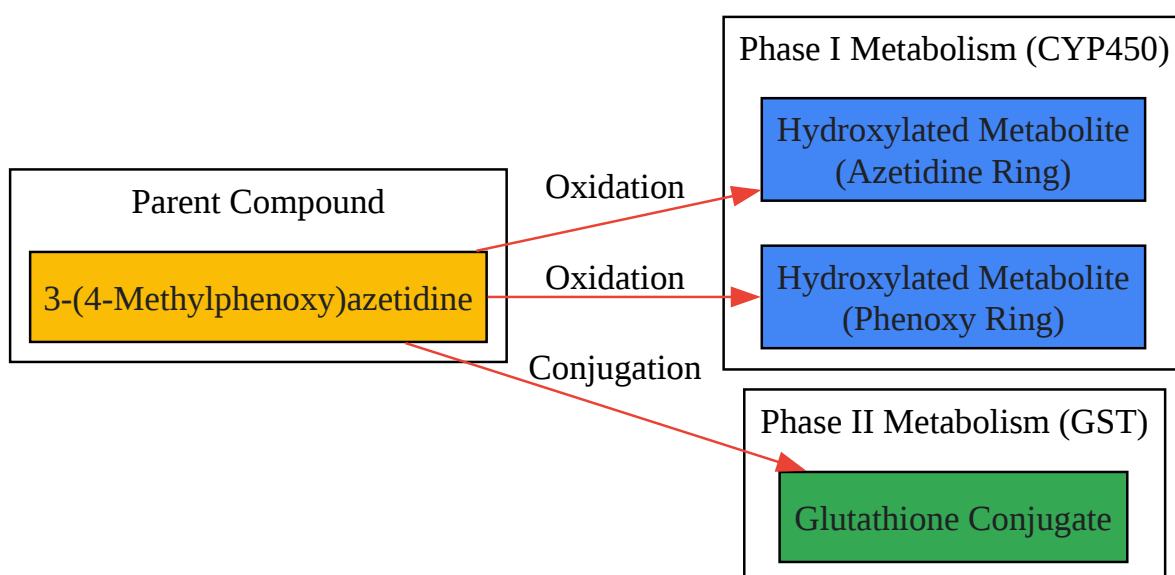 Parent Compound
3-(4-Methylphenoxy)azetidine
Oxidation
Oxidation
Conjugation
Phase I Metabolism (CYP450)
Hydroxylated Metabolite
(Azetidine Ring)
Hydroxylated Metabolite
(Phenoxy Ring)
Phase II Metabolism (GST)
Glutathione Conjugate